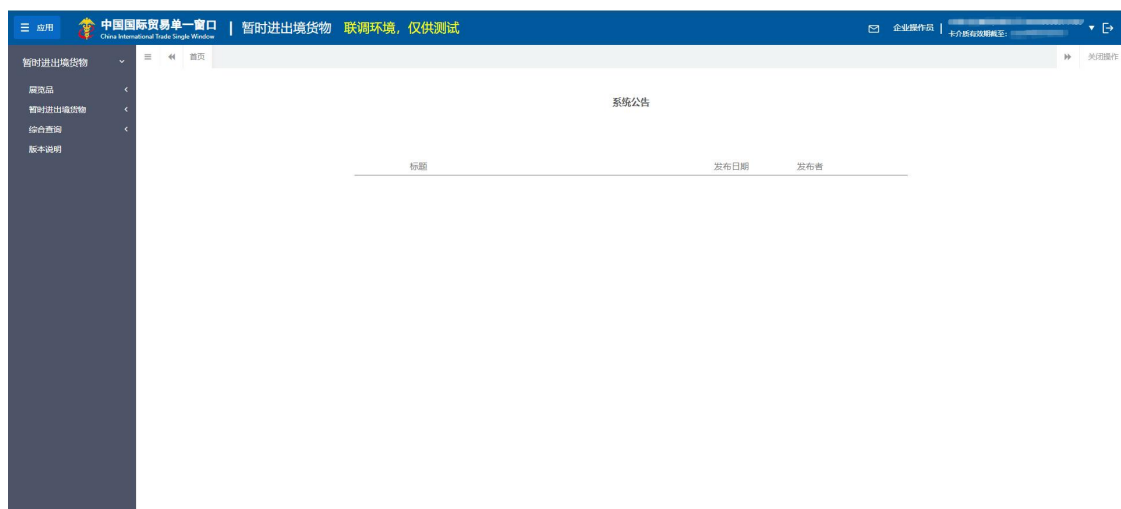 应用
中国国际贸易单一窗口
China International Trade Single Window
暂时进出境货物 联调环境，仅供测试
企业操作员
卡介质有效期截至:
暂时进出境货物
首页
关闭操作
展览品
暂时进出境货物
综合查询
版本说明
系统公告
标题 发布日期 发布者